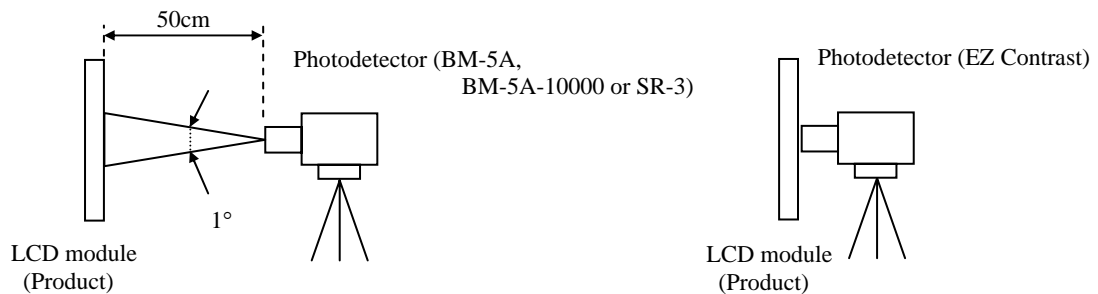 50cm
Photodetector (BM-5A,
BM-5A-10000 or SR-3)
1°
LCD module
(Product)
Photodetector (EZ Contrast)
LCD module
(Product)